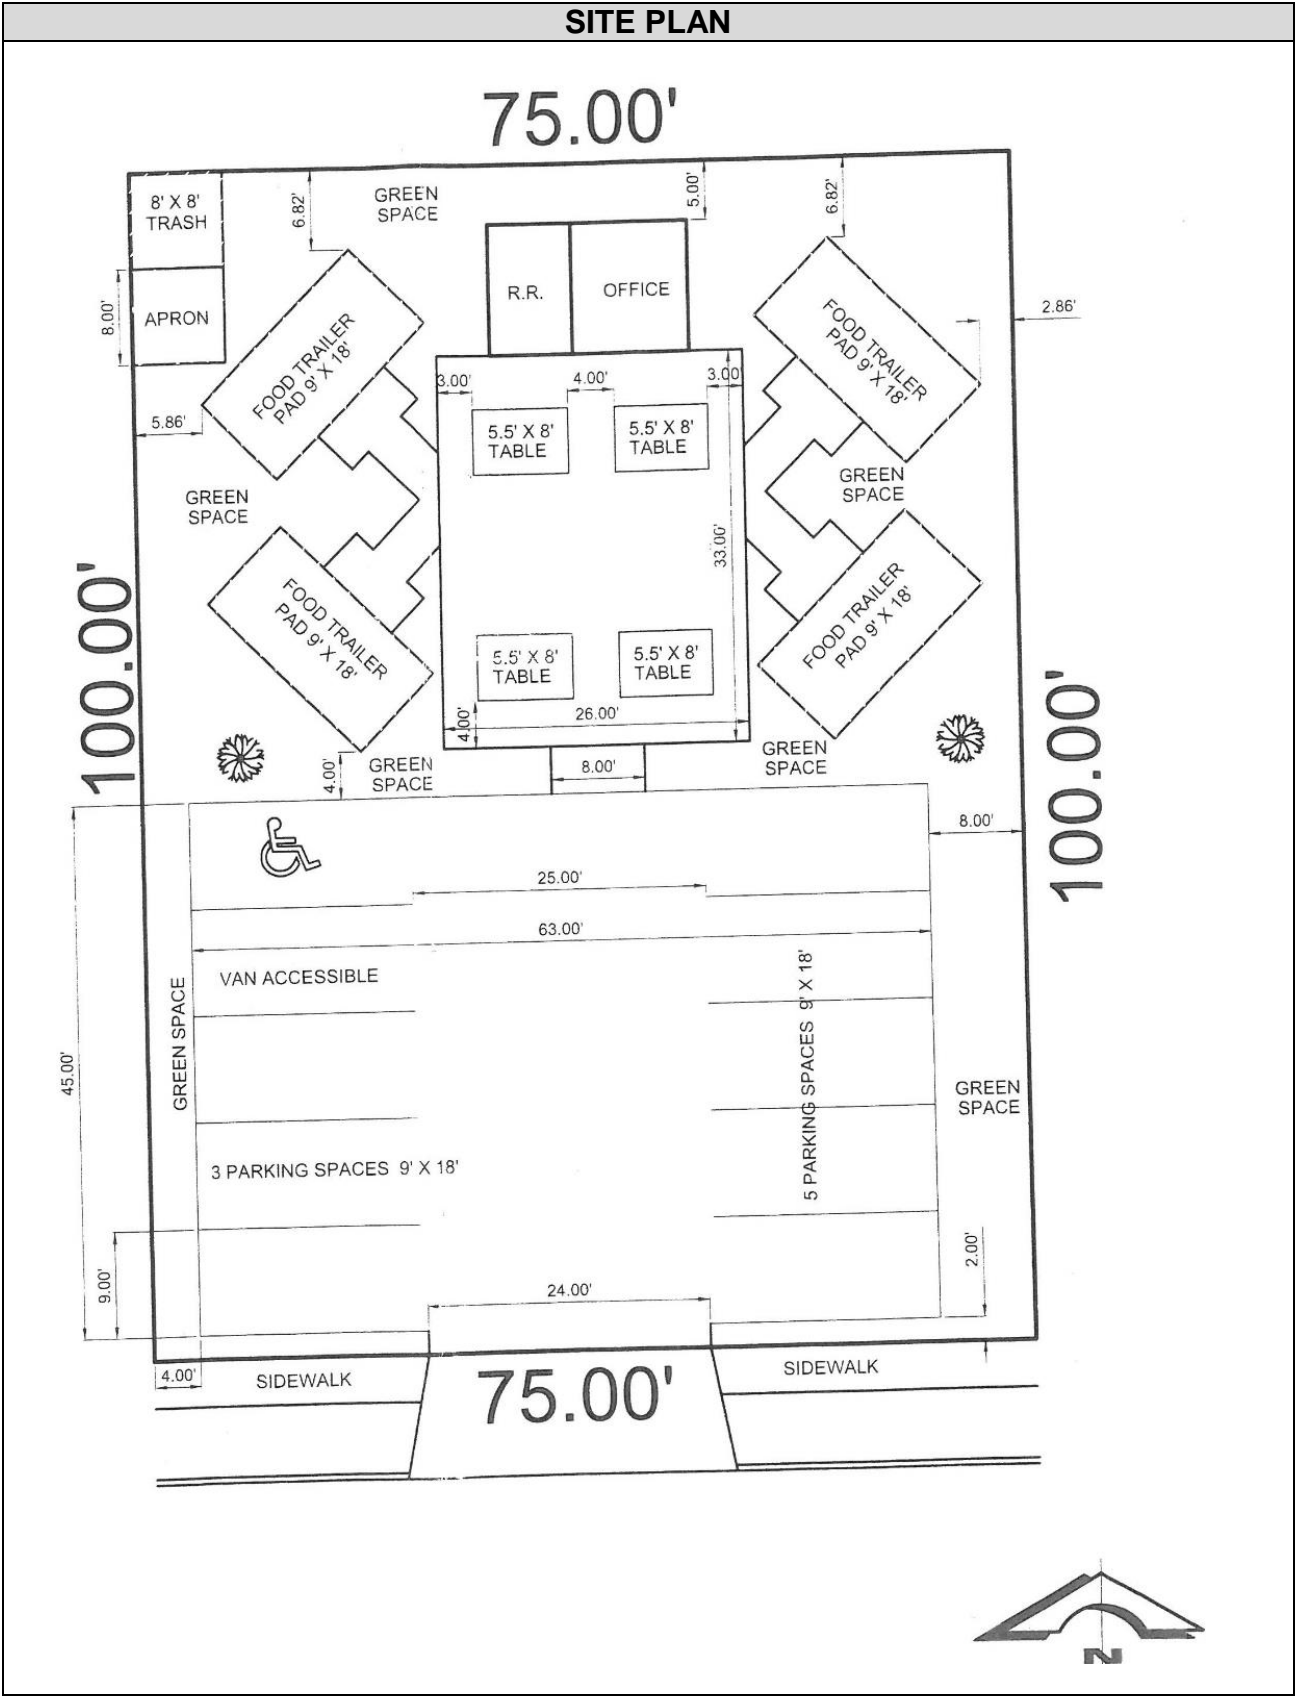 SITE PLAN
75.00'
8' X 8'
TRASH
6.82'
GREEN
SPACE
5.00'
6.82'
8.00'
APRON
R.R.
OFFICE
2.86'
FOOD TRAILER
PAD 9' X 18'
FOOD TRAILER
PAD 9' X 18'
3.00'
4.00'
3.00'
5.86'
5.5' X 8'
TABLE
5.5' X 8'
TABLE
GREEN
SPACE
GREEN
SPACE
33.00'
100.00'
FOOD TRAILER
PAD 9' X 18'
FOOD TRAILER
PAD 9' X 18'
5.5' X 8'
TABLE
5.5' X 8'
TABLE
4.00'
26.00'
100.00'
4.00'
GREEN
SPACE
8.00'
GREEN
SPACE
8.00'
25.00'
63.00'
VAN ACCESSIBLE
GREEN SPACE
45.00'
5 PARKING SPACES 9' X 18'
GREEN
SPACE
3 PARKING SPACES 9' X 18'
9.00'
24.00'
2.00'
4.00'
SIDEWALK
75.00'
SIDEWALK
N